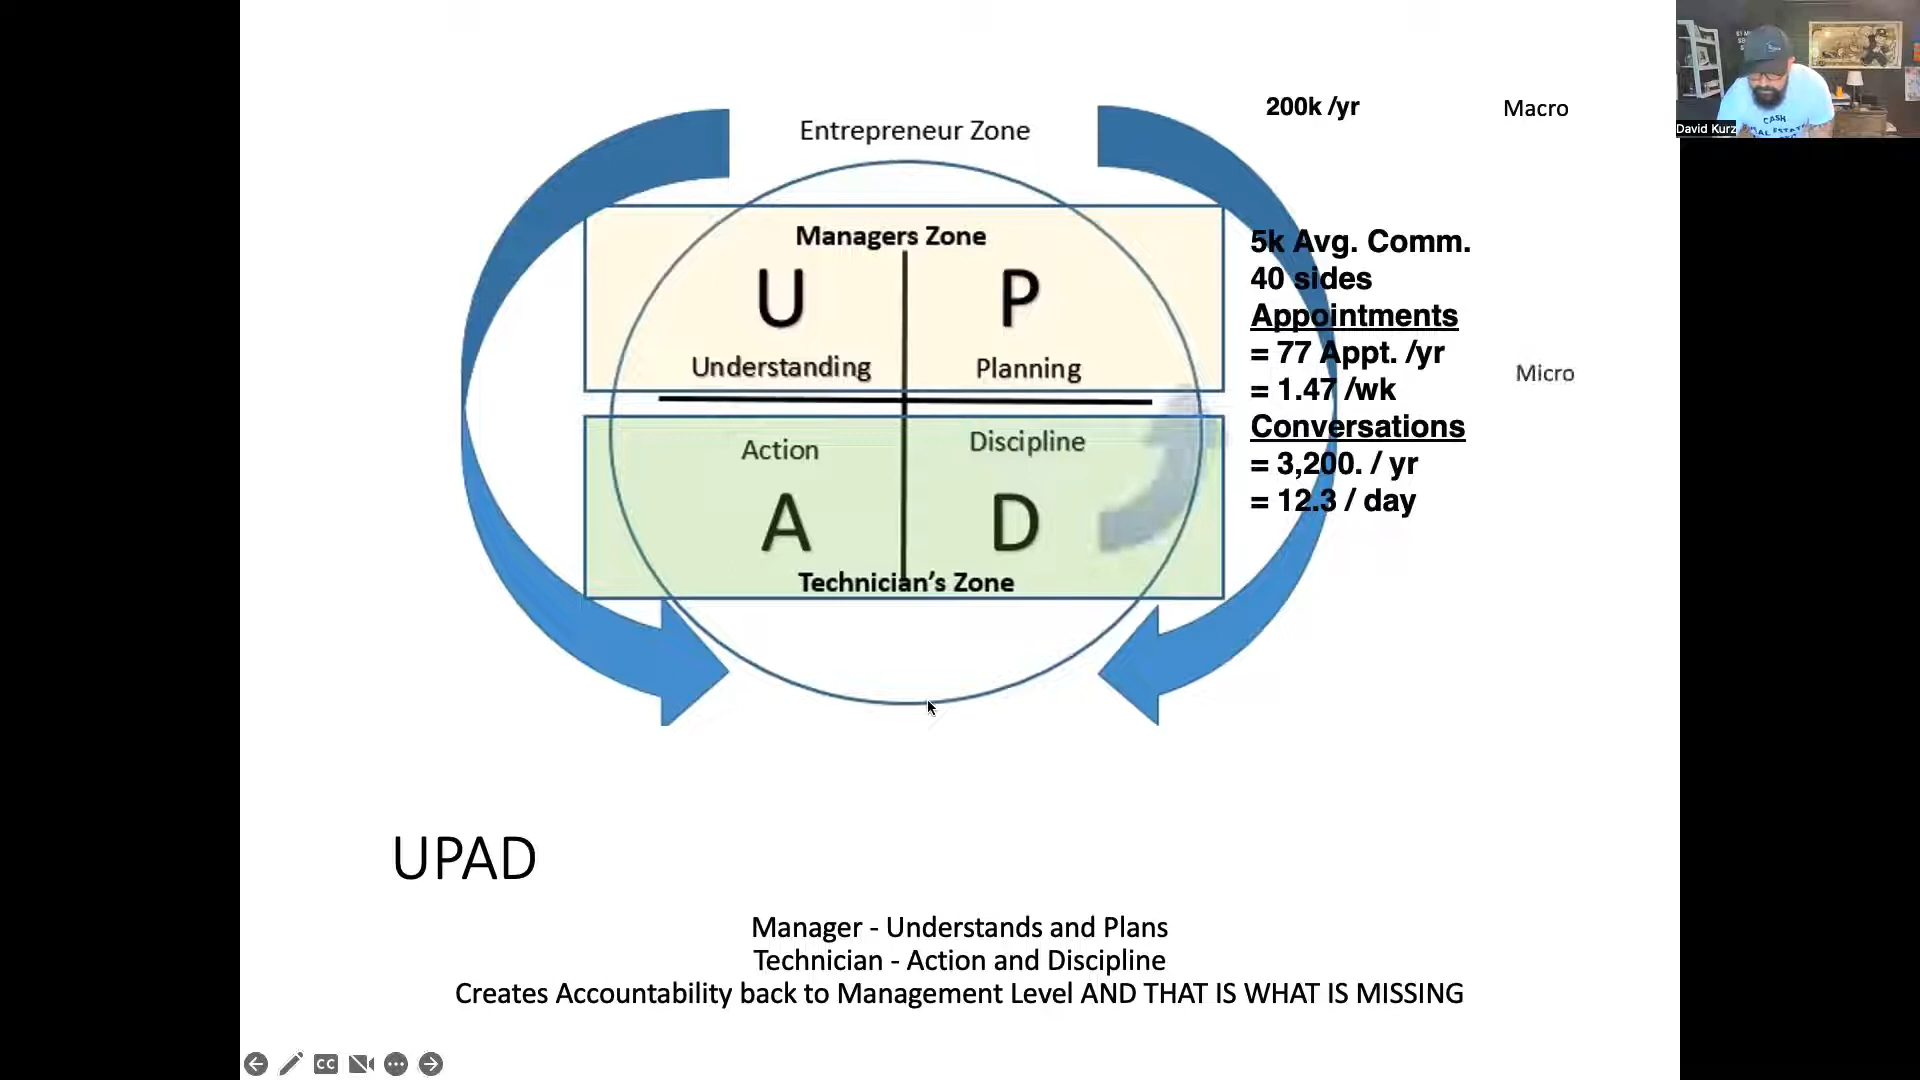 Entrepreneur Zone
200k /yr
Macro
Managers Zone
U
P
Understanding
Planning
Action
Discipline
A
D
Technician's Zone
5k Avg. Comm.
40 sides
Appointments
= 77 Appt. /yr
= 1.47 /wk
Conversations
= 3,200. / yr
= 12.3 / day
Micro
UPAD
Manager - Understands and Plans
Technician - Action and Discipline
Creates Accountability back to Management Level AND THAT IS WHAT IS MISSING
CC
David Kurz
CASH